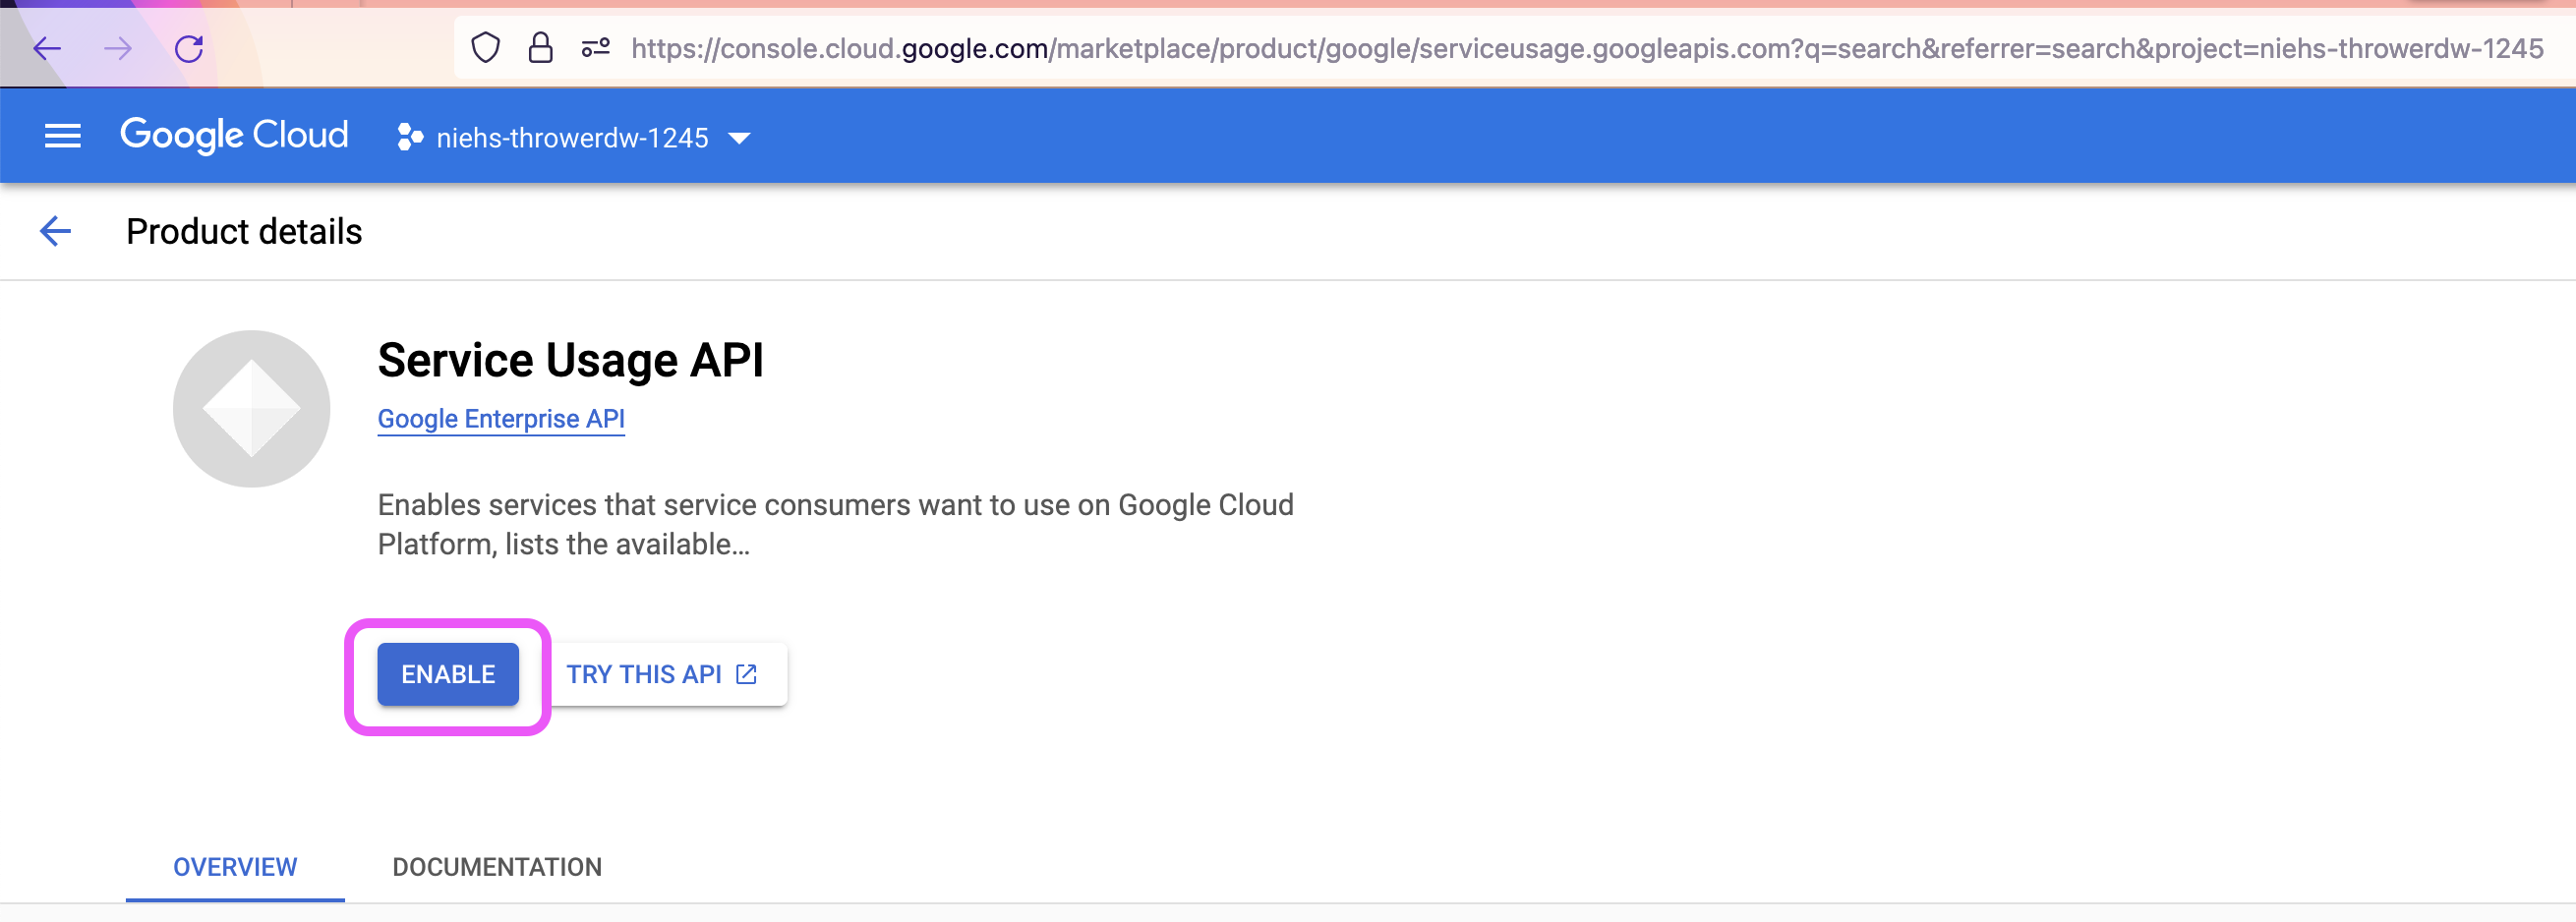 https://console.cloud.google.com/marketplace/product/google/serviceusage.googleapis.com?q=search&referrer=search&project=niehs-throwerdw-1245
Google Cloud niehs-throwerdw-1245
Product details
Service Usage API
Google Enterprise API
Enables services that service consumers want to use on Google Cloud
Platform, lists the available…
ENABLE TRY THIS API
OVERVIEW DOCUMENTATION